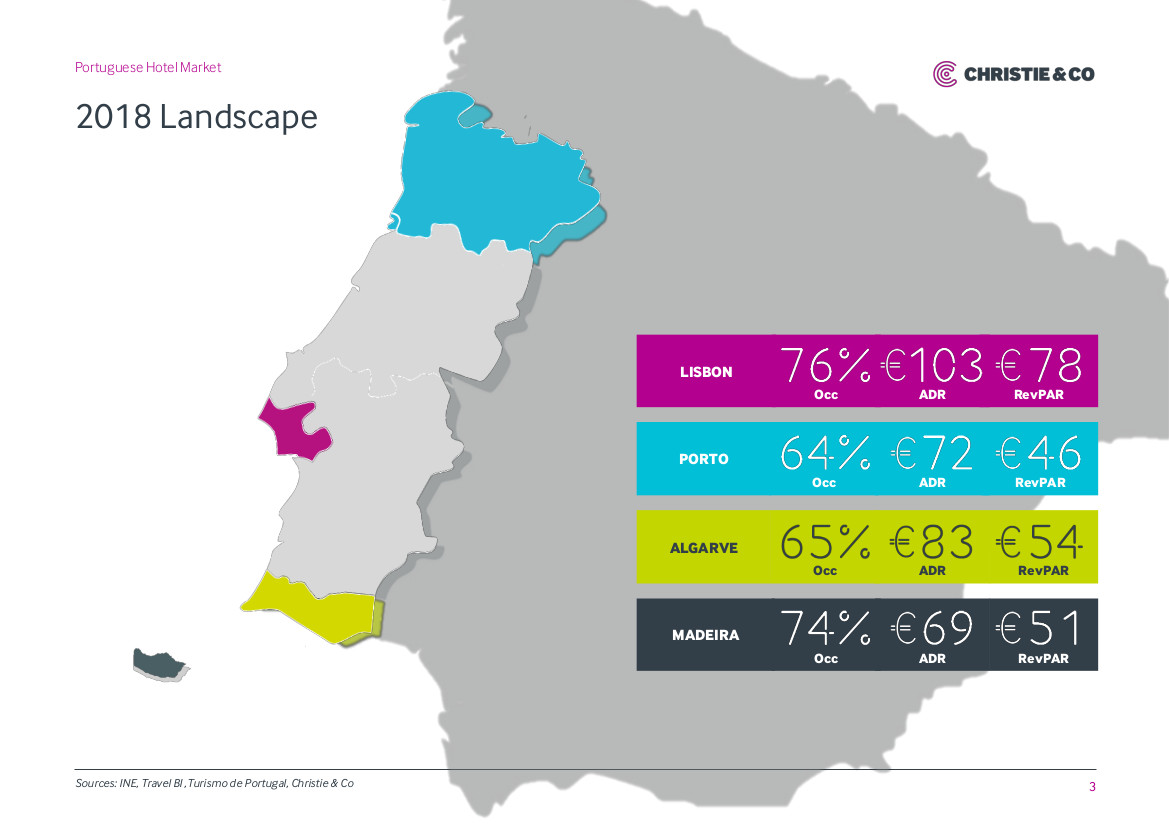 Portuguese Hotel Market
CHRISTIE & CO
2018 Landscape
LISBON 76% Occ €103 ADR €78 RevPAR
PORTO 64% Occ €72 ADR €46 RevPAR
ALGARVE 65% Occ €83 ADR €54 RevPAR
MADEIRA 74% Occ €69 ADR €51 RevPAR
Sources: INE, Travel BI ,Turismo de Portugal, Christie & Co
3